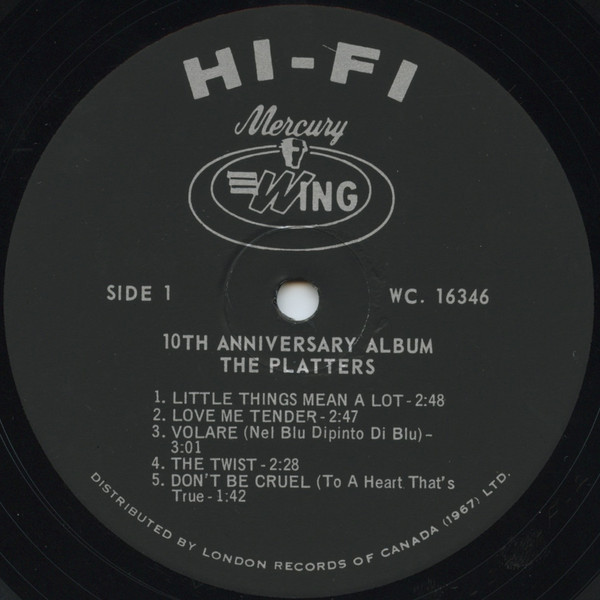 HI-FI
Mercury
WING
SIDE 1
WC. 16346
10TH ANNIVERSARY ALBUM
THE PLATTERS
1. LITTLE THINGS MEAN A LOT - 2:48
2. LOVE ME TENDER - 2:47
3. VOLARE (Nel Blu Dipinto Di Blu) -
3:01
4. THE TWIST - 2:28
5. DON'T BE CRUEL (To A Heart That's
True - 1:42
DISTRIBUTED BY LONDON RECORDS OF CANADA (1967) LTD.